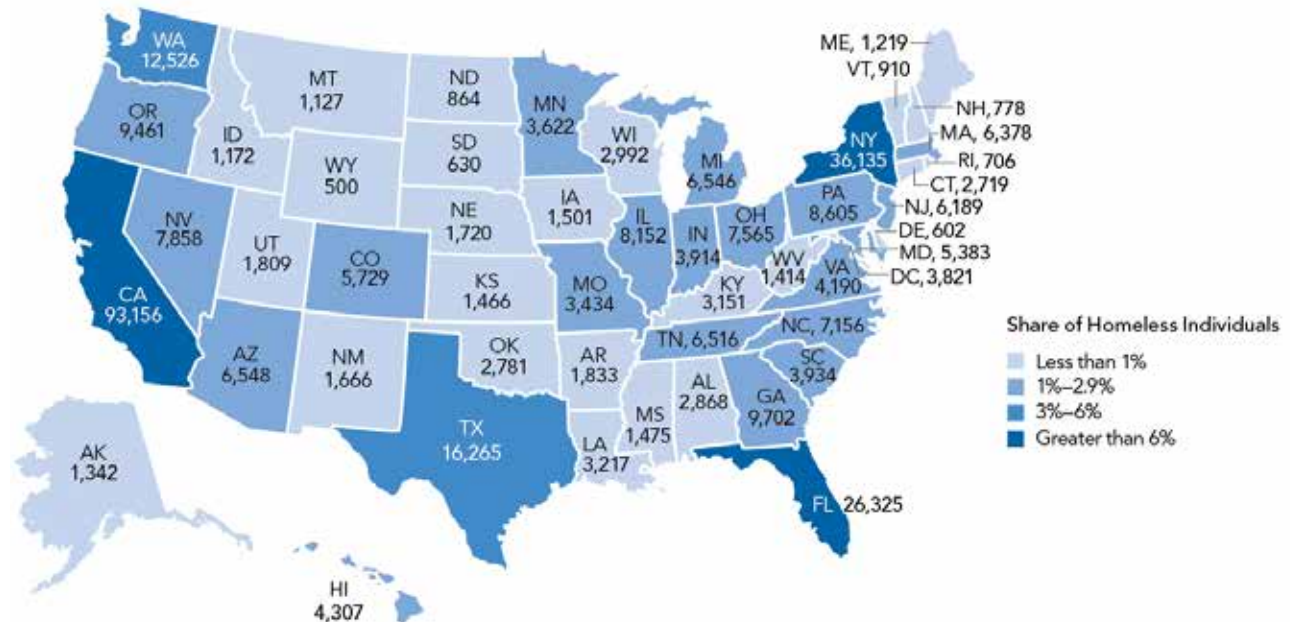 WA
12,526
OR
9,461
CA
93,156
NV
7,858
ID
1,172
MT
1,127
WY
500
UT
1,809
AZ
6,548
CO
5,729
NM
1,666
ND
864
SD
630
NE
1,720
KS
1,466
OK
2,781
TX
16,265
MN
3,622
IA
1,501
MO
3,434
AR
1,833
LA
3,217
WI
2,992
IL
8,152
MI
6,546
IN
3,914
OH
7,565
KY
3,151
WV
1,414
TN, 6,516
MS
1,475
AL
2,868
GA
9,702
FL 26,325
SC
3,934
NC, 7,156
VA
4,190
PA
8,605
NY
36,135
ME, 1,219
VT, 910
NH, 778
MA, 6,378
RI, 706
CT, 2,719
NJ, 6,189
DE, 602
MD, 5,383
DC, 3,821
AK
1,342
HI
4,307
Share of Homeless Individuals
Less than 1%
1%–2.9%
3%–6%
Greater than 6%